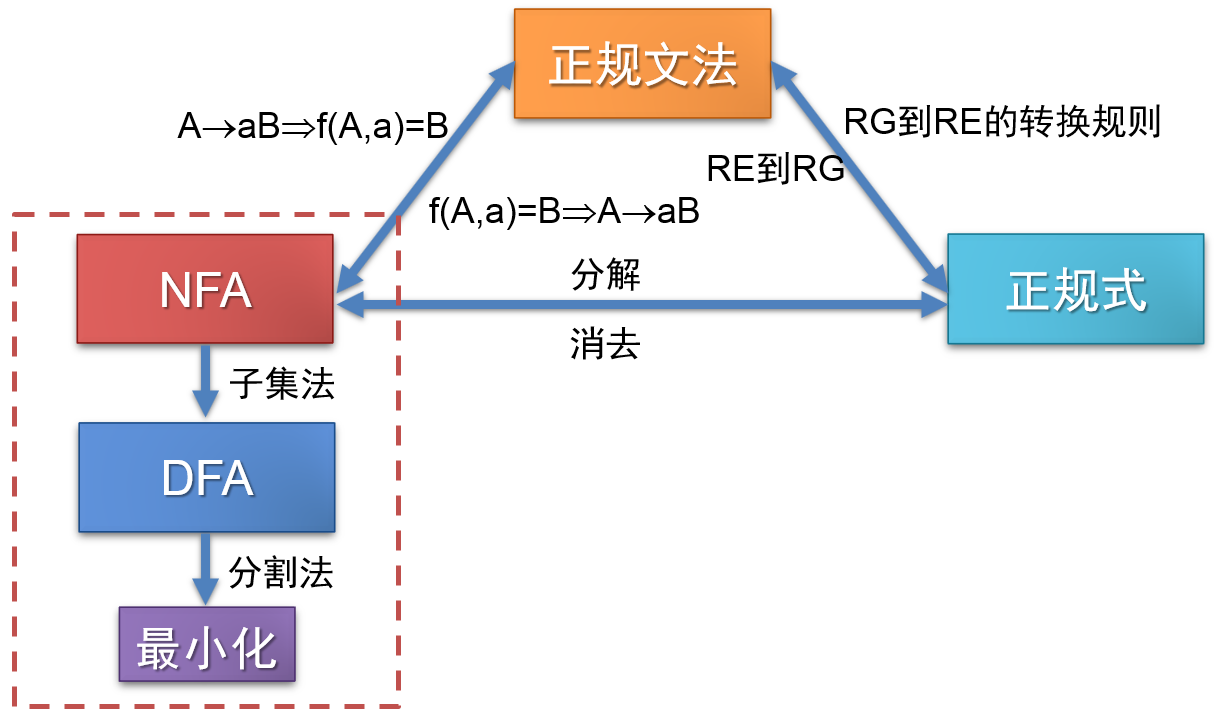 正规文法
A→aB⇒f(A,a)=B
RG到RE的转换规则
RE到RG
f(A,a)=B⇒A→aB
NFA
分解
正规式
消去
子集法
DFA
分割法
最小化